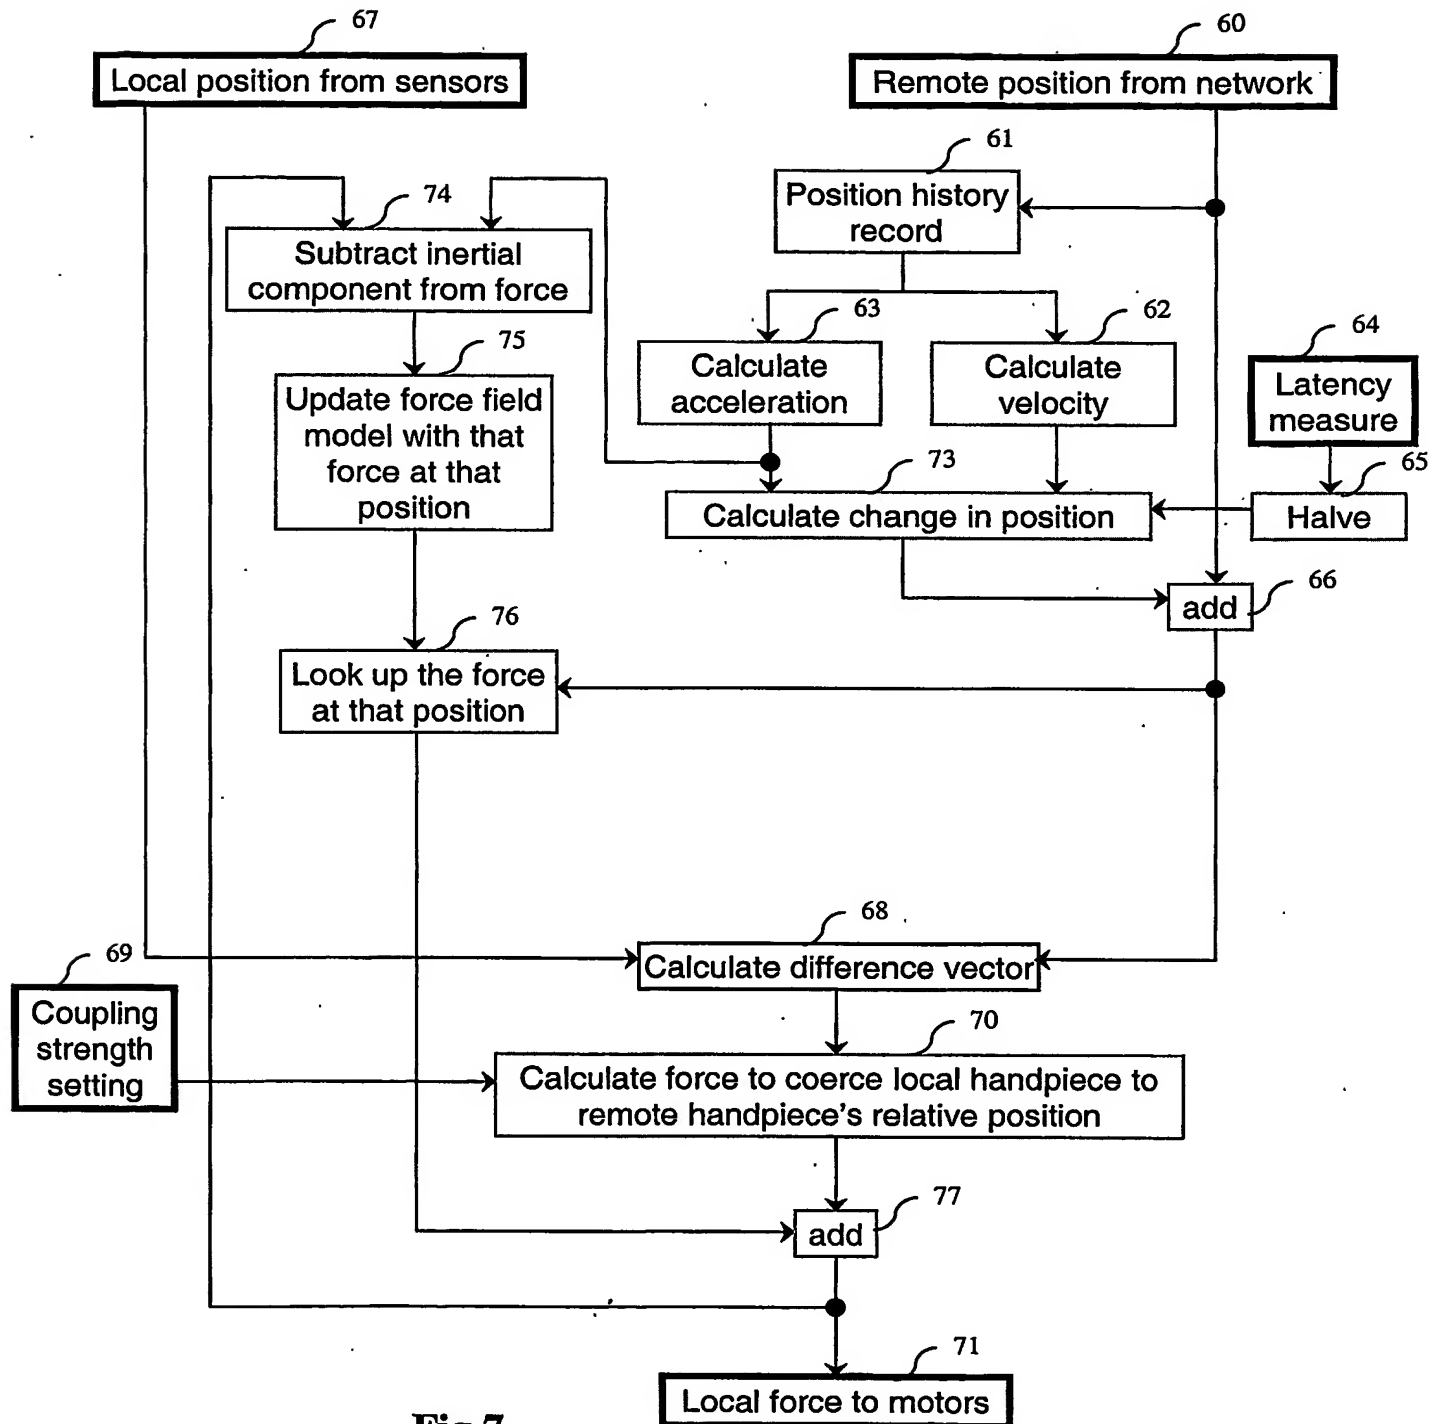 67
60
Local position from sensors
Remote position from network
61
Position history
record
74
Subtract inertial
component from force
63
62
64
Calculate
acceleration
Calculate
velocity
Latency
measure
75
Update force field
model with that
force at that
position
73
65
Calculate change in position
Halve
66
add
76
Look up the force
at that position
68
Calculate difference vector
69
Coupling
strength
setting
70
Calculate force to coerce local handpiece to
remote handpiece's relative position
77
add
71
Local force to motors
Fig 7